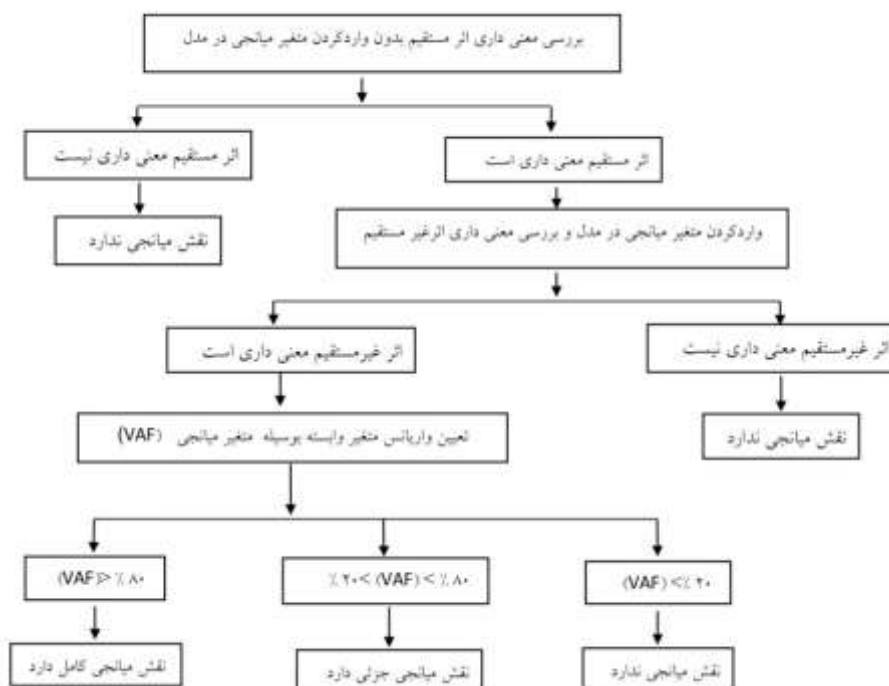 بررسی معنی داری اثر مستقیم بدون واردکردن متغیر میانجی در مدل
اثر مستقیم معنی داری است
اثر مستقیم معنی داری نیست
واردکردن متغیر میانجی در مدل و بررسی معنی داری اثرغیر مستقیم
نقش میانجی ندارد
اثر غیرمستقیم معنی داری نیست
اثر غیرمستقیم معنی داری است
نقش میانجی ندارد
تعیین واریانس متغیر وابسته بوسیله متغیر میانجی (VAF)
(VAF) <٪ ۲۰
٪ ۲۰< (VAF) < ٪ ۸۰
(VAF)>٪ ۸۰
نقش میانجی ندارد
نقش میانجی جزئی دارد
نقش میانجی کامل دارد